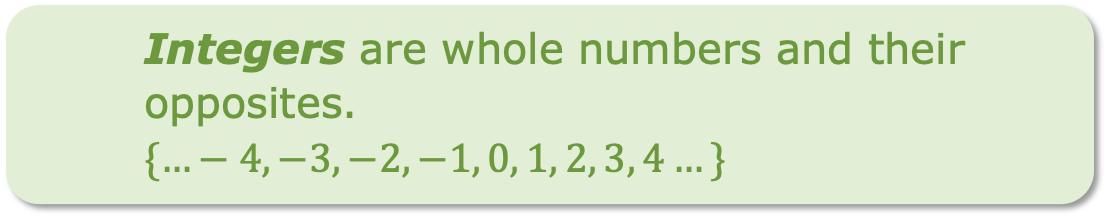 Integers are whole numbers and their
opposites.
{… − 4, −3, −2, −1, 0, 1, 2, 3, 4 … }